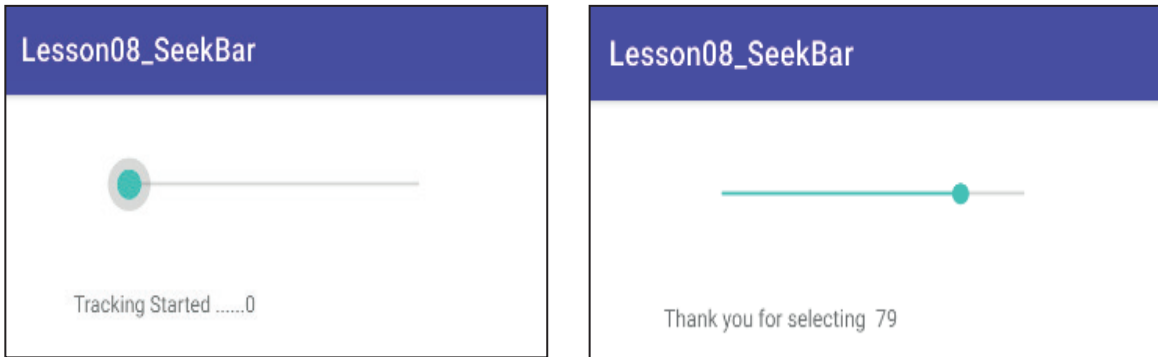 Lesson08_SeekBar
Tracking Started ......0
Lesson08_SeekBar
Thank you for selecting  79